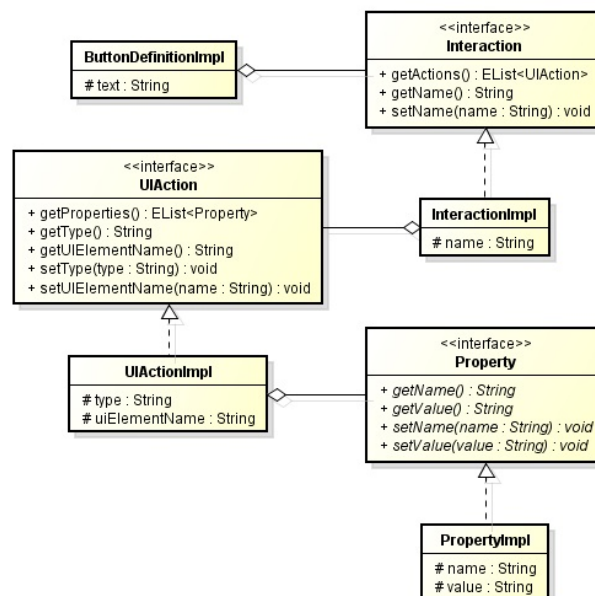 ButtonDefinitionImpl
# text : String
<<interface>>
Interaction
+ getActions() : EList<UIAction>
+ getName() : String
+ setName(name : String) : void
<<interface>>
UIAction
+ getProperties() : EList<Property>
+ getType() : String
+ getUIElementName() : String
+ setType(type : String) : void
+ setUIElementName(name : String) : void
InteractionImpl
# name : String
UIActionImpl
# type : String
# uiElementName : String
<<interface>>
Property
+ getName() : String
+ getValue() : String
+ setName(name : String) : void
+ setValue(value : String) : void
PropertyImpl
# name : String
# value : String